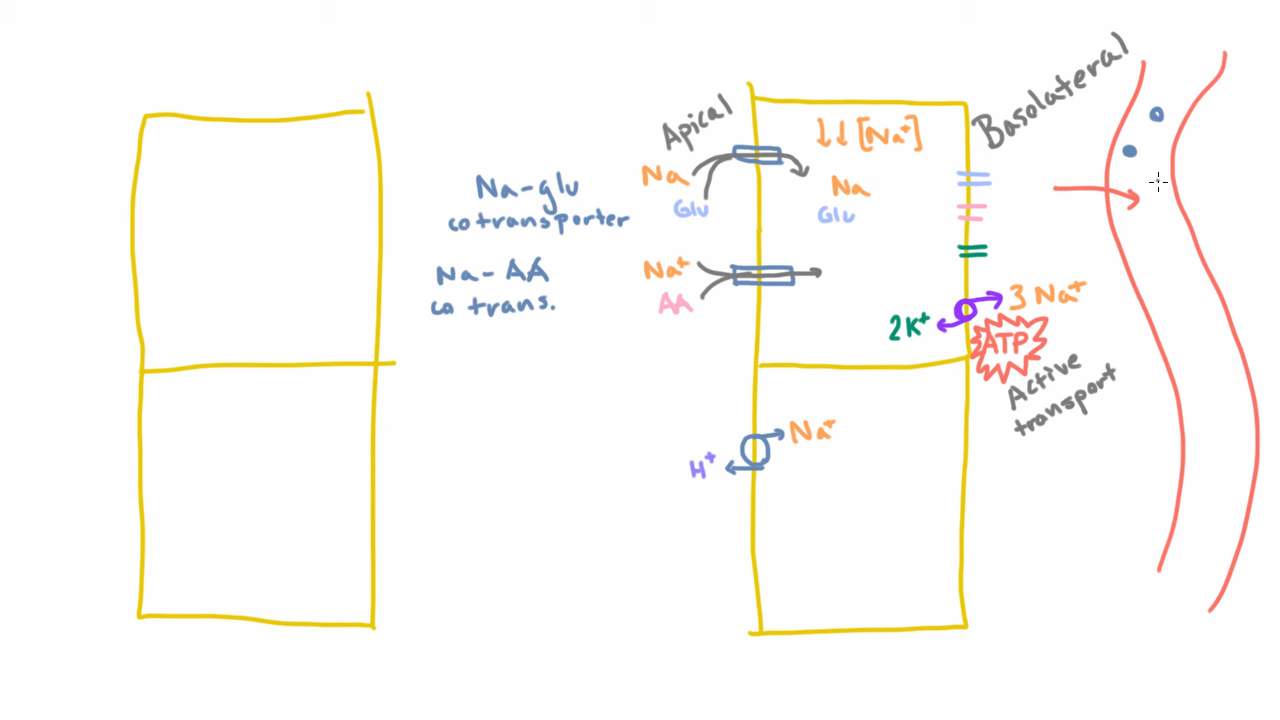 Apical
Basolateral
↓↓ [Na⁺]
Na-glu
cotransporter
Na
Glu
Na
Glu
Na-AA
co trans.
Na⁺
AA
2K⁺
3 Na⁺
ATP
Active
transport
Na⁺
H⁺